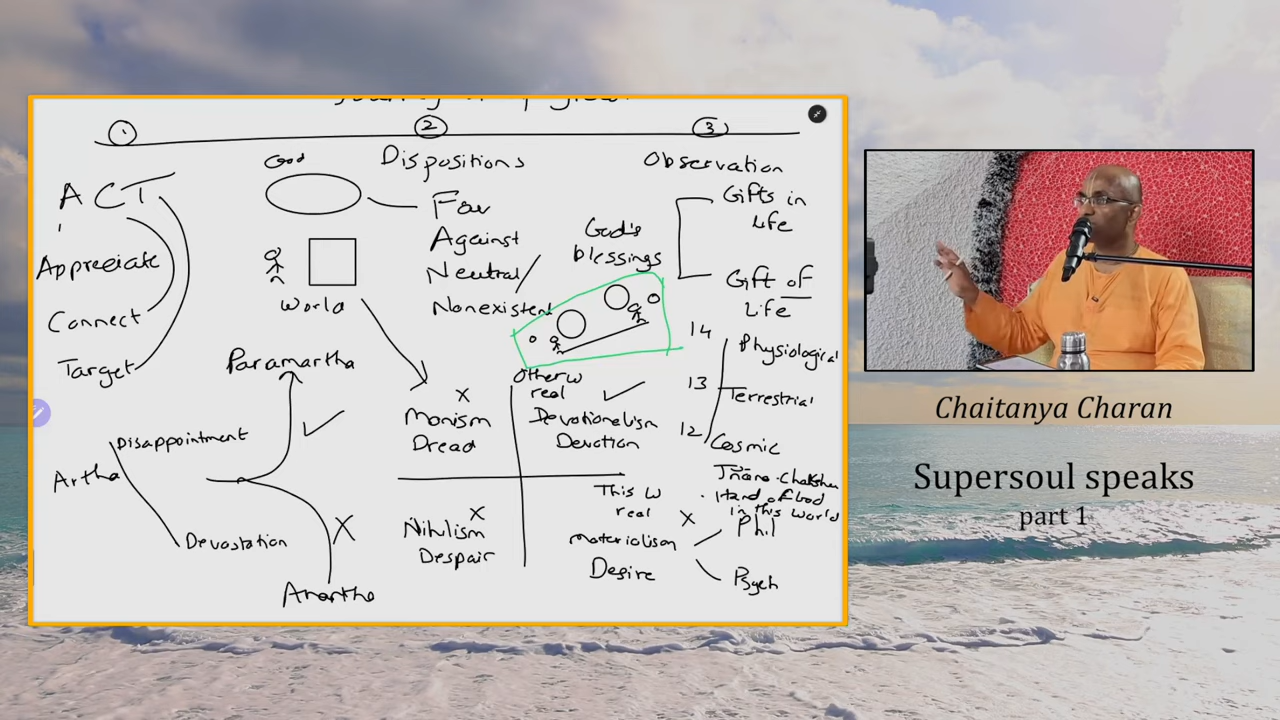 1
2
3
A C T
Appreciate
Connect
Target
God
World
Dispositions
For
Against
Neutral /
Nonexistent
God's
blessings
Observation
Gifts in
Life
Gift of
Life
14
Physiological
13
Terrestrial
12
Cosmic
Hand of God
in this world
Paramartha
Disappointment
Artha
Devastation
Anartha
x
Monism
Dread
Otherw
real
Devotionalism
Devotion
x
Nihilism
Despair
This w
real
x
Materialism
Desire
Phil
Psych
Chaitanya Charan
Supersoul speaks
part 1